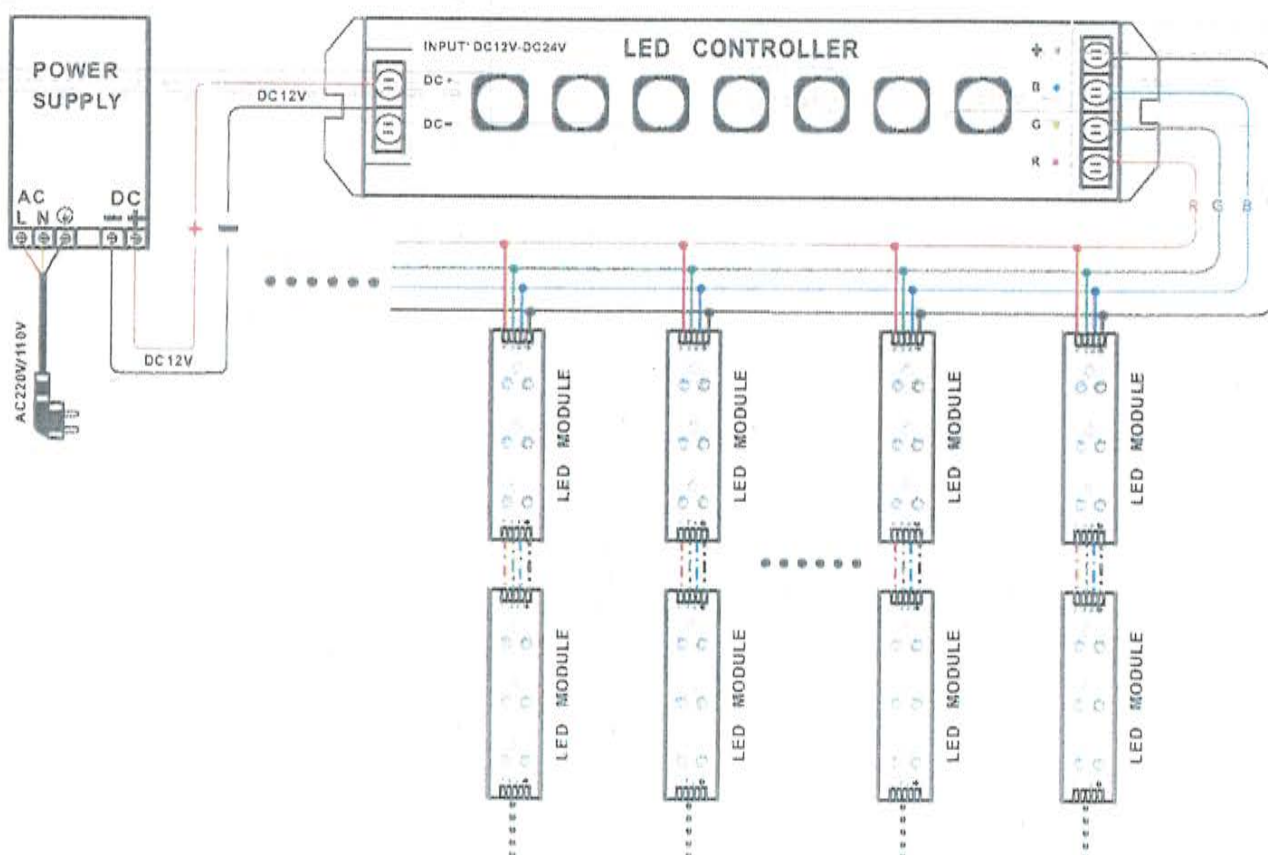 POWER
SUPPLY
AC
DC
L N
AC220V/110V
DC12V
DC12V
+
INPUT' DC12V-DC24V
DC+
DC-
LED CONTROLLER
+
B
G
R
R G B
LED MODULE
LED MODULE
LED MODULE
LED MODULE
LED MODULE
LED MODULE
LED MODULE
LED MODULE